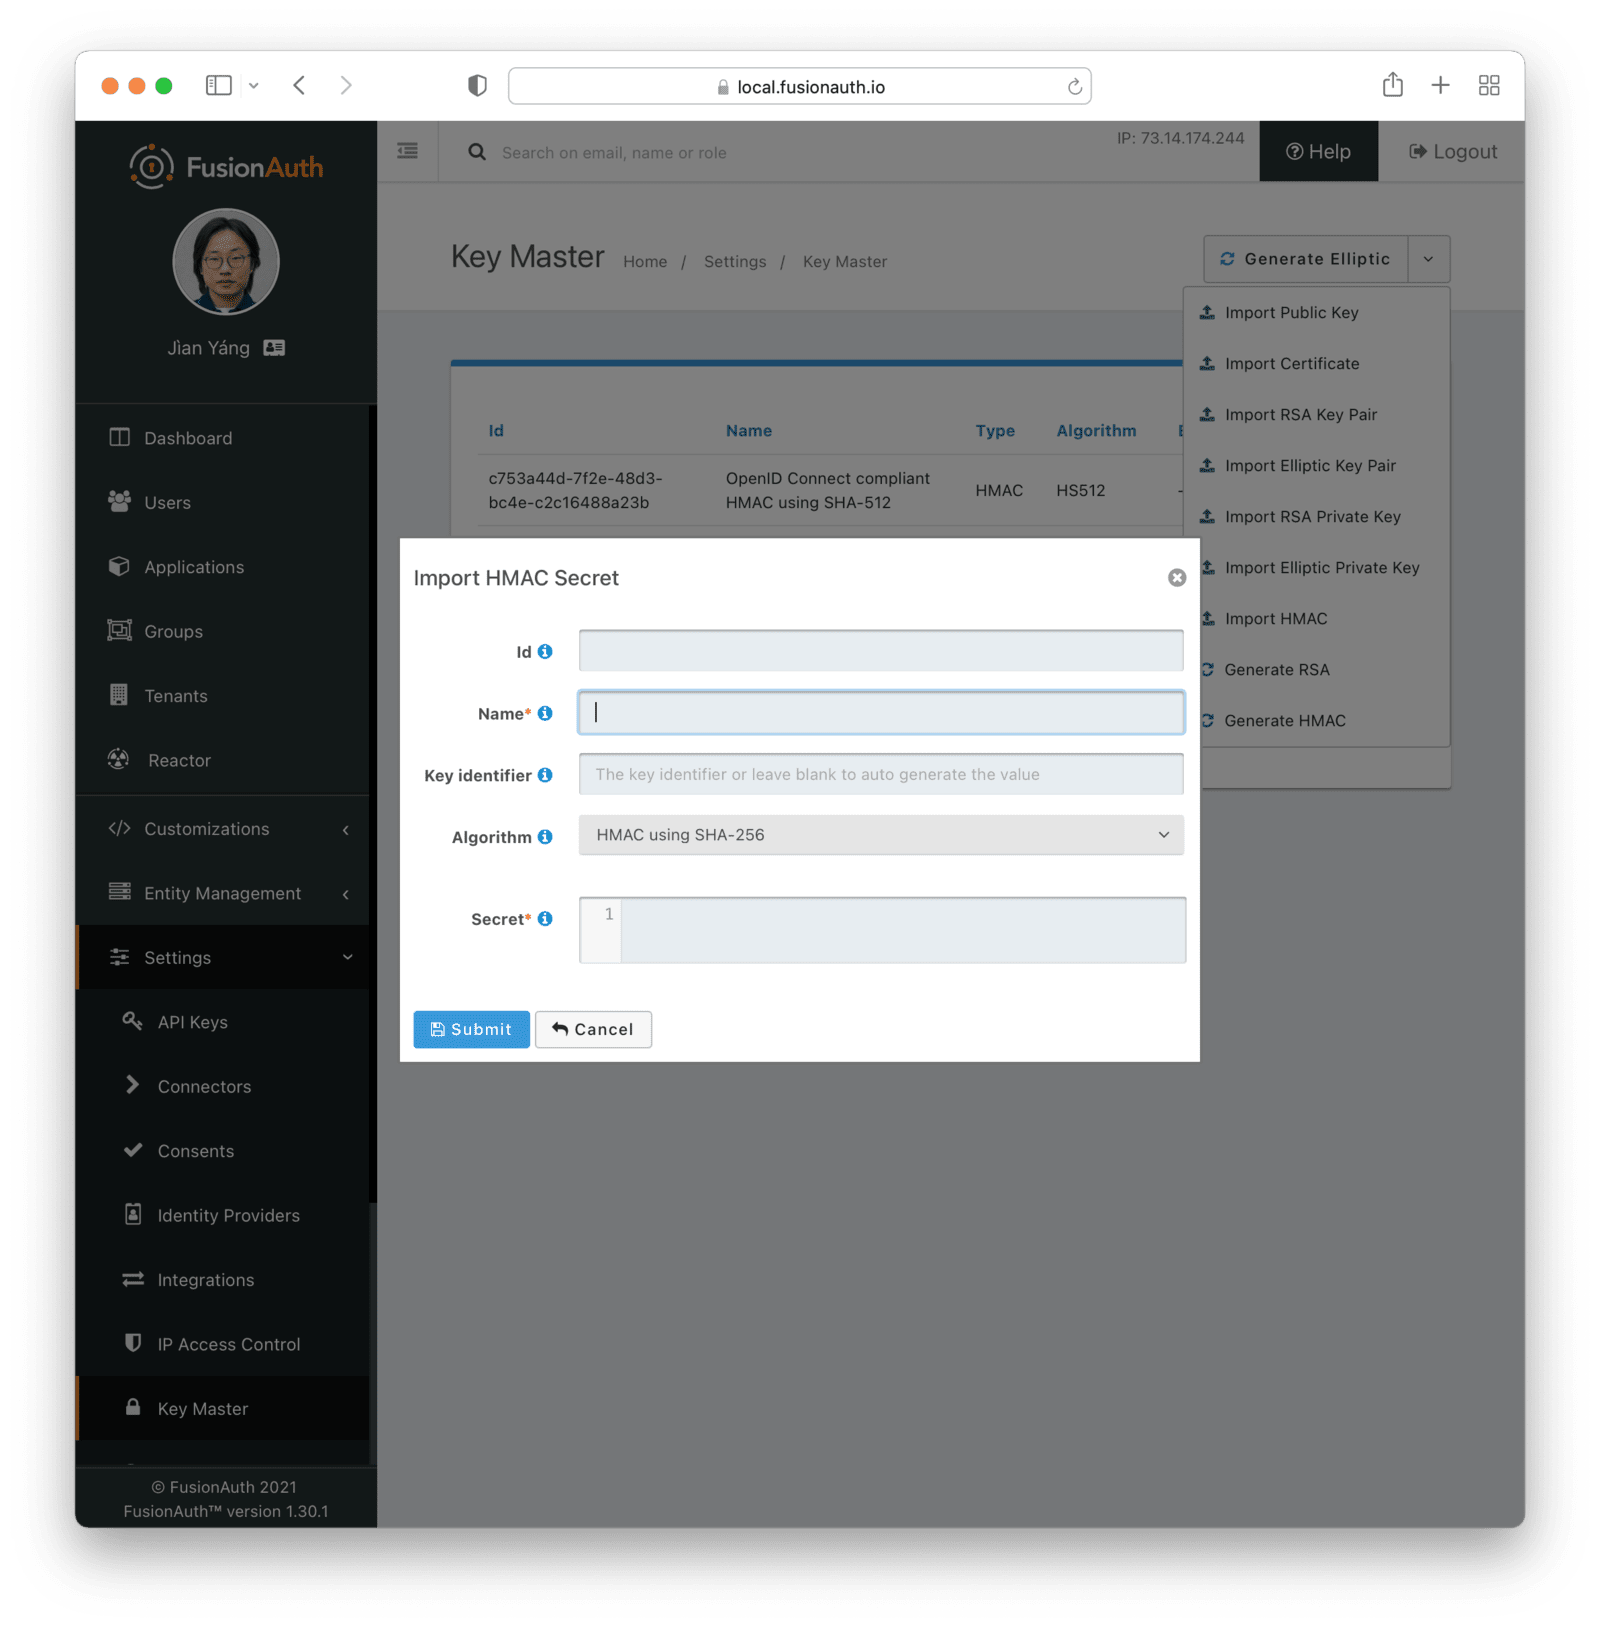 local.fusionauth.io
FusionAuth
Jìan Yáng
Dashboard
Users
Applications
Groups
Tenants
Reactor
Customizations
Entity Management
Settings
API Keys
Connectors
Consents
Identity Providers
Integrations
IP Access Control
Key Master
© FusionAuth 2021
FusionAuth™ version 1.30.1
Search on email, name or role
IP: 73.14.174.244
Help
Logout
Key Master Home / Settings / Key Master
Generate Elliptic
Import Public Key
Import Certificate
Import RSA Key Pair
Import Elliptic Key Pair
Import RSA Private Key
Import Elliptic Private Key
Import HMAC
Generate RSA
Generate HMAC
Id Name Type Algorithm
c753a44d-7f2e-48d3-
bc4e-c2c16488a23b
OpenID Connect compliant
HMAC using SHA-512
HMAC
HS512
-
Import HMAC Secret
Id
Name*
Key identifier The key identifier or leave blank to auto generate the value
Algorithm HMAC using SHA-256
Secret* 1
Submit Cancel